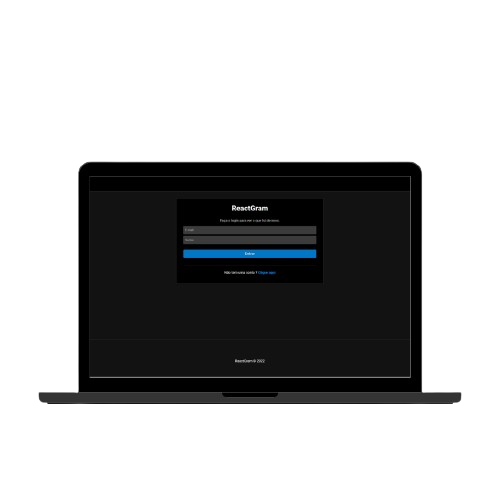 ReactGram
Faça o login para ver o que há de novo.
E-mail
Senha
Entrar
Não tem uma conta ? Clique aqui
ReactGram © 2022